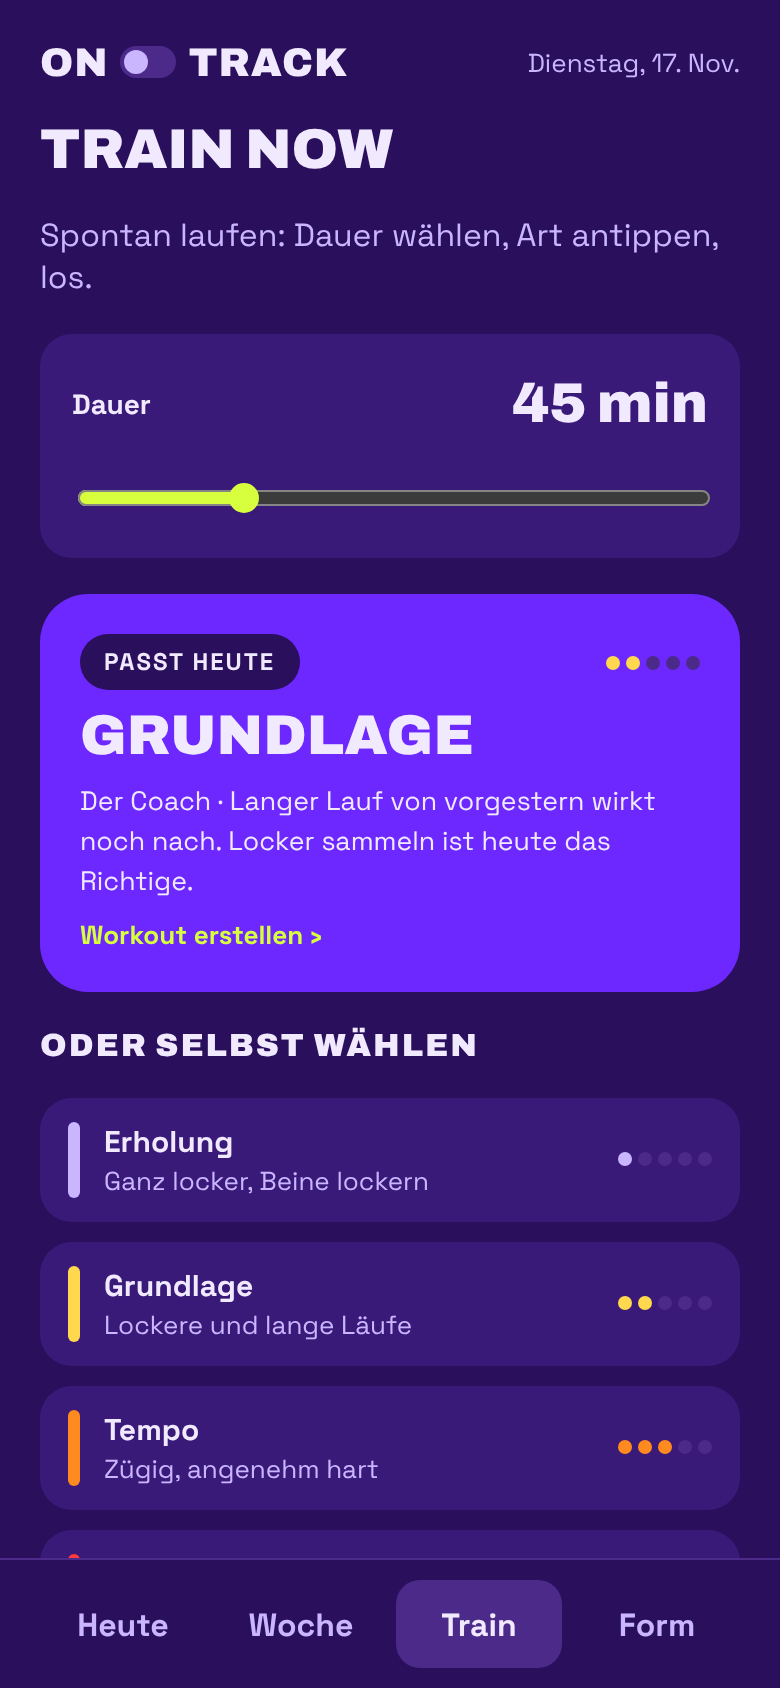 ON TRACK
Dienstag, 17. Nov.
TRAIN NOW
Spontan laufen: Dauer wählen, Art antippen,
los.
Dauer
45 min
PASST HEUTE
GRUNDLAGE
Der Coach · Langer Lauf von vorgestern wirkt
noch nach. Locker sammeln ist heute das
Richtige.
Workout erstellen >
ODER SELBST WÄHLEN
Erholung
Ganz locker, Beine lockern
Grundlage
Lockere und lange Läufe
Tempo
Zügig, angenehm hart
Heute
Woche
Train
Form